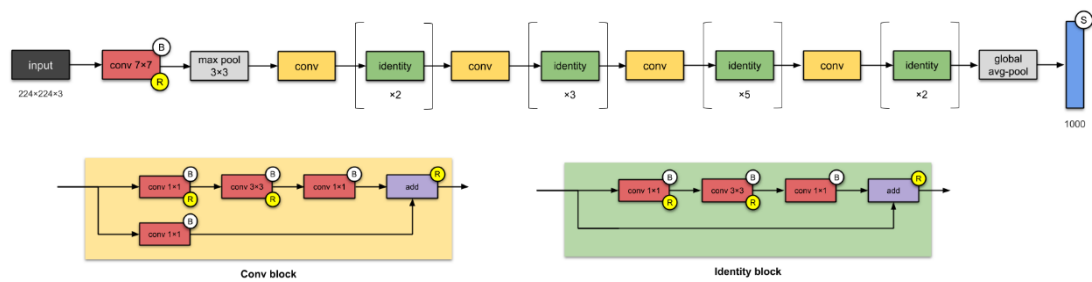 input
224×224×3
conv 7×7
B
R
max pool
3×3
conv
identity
×2
conv
identity
×3
conv
identity
×5
conv
identity
×2
global
avg-pool
S
1000
conv 1×1
B
R
conv 3×3
B
R
conv 1×1
B
add
R
conv 1×1
B
Conv block
conv 1×1
B
R
conv 3×3
B
R
conv 1×1
B
add
R
Identity block